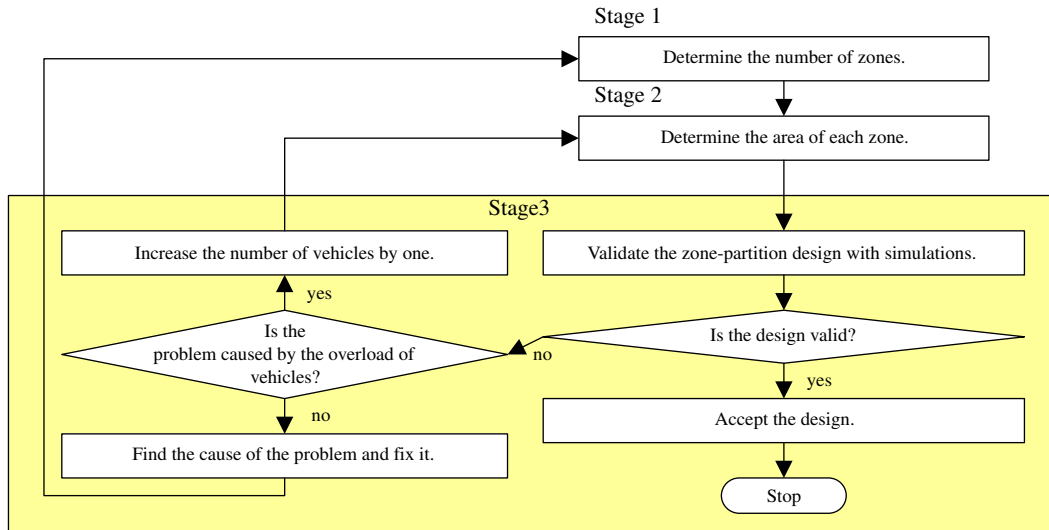 Stage 1
Determine the number of zones.
Stage 2
Determine the area of each zone.
Stage3
Increase the number of vehicles by one.
Validate the zone-partition design with simulations.
yes
Is the
problem caused by the overload of
vehicles?
no
Is the design valid?
yes
no
Accept the design.
Find the cause of the problem and fix it.
Stop